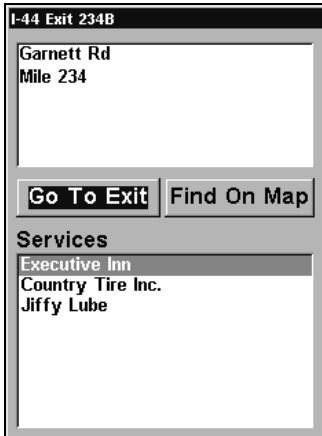 I-44 Exit 234B
Garnett Rd
Mile 234
Go To Exit Find On Map
Services
Executive Inn
Country Tire Inc.
Jiffy Lube